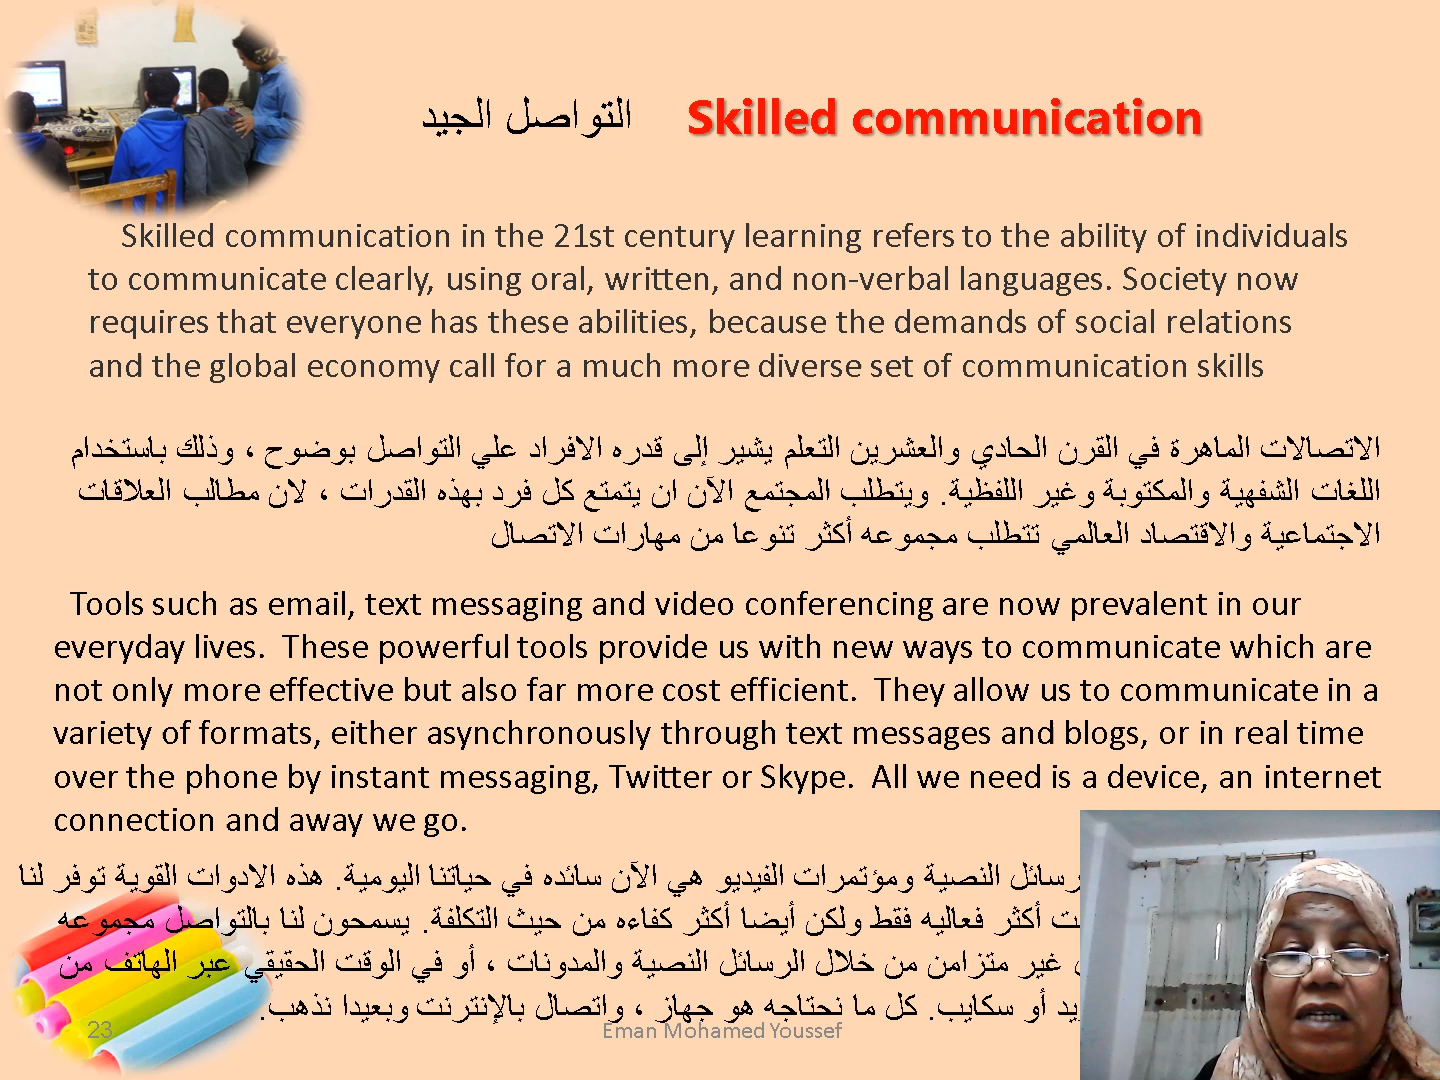 التواصل الجيد Skilled communication
Skilled communication in the 21st century learning refers to the ability of individuals
to communicate clearly, using oral, written, and non-verbal languages. Society now
requires that everyone has these abilities, because the demands of social relations
and the global economy call for a much more diverse set of communication skills
الاتصالات الماهرة في القرن الحادي والعشرين التعلم يشير إلى قدره الافراد علي التواصل بوضوح ، وذلك باستخدام
اللغات الشفهية والمكتوبة وغير اللفظية. ويتطلب المجتمع الآن ان يتمتع كل فرد بهذه القدرات ، لان مطالب العلاقات
الاجتماعية والاقتصاد العالمي تتطلب مجموعه أكثر تنوعا من مهارات الاتصال
Tools such as email, text messaging and video conferencing are now prevalent in our
everyday lives. These powerful tools provide us with new ways to communicate which are
not only more effective but also far more cost efficient. They allow us to communicate in a
variety of formats, either asynchronously through text messages and blogs, or in real time
over the phone by instant messaging, Twitter or Skype. All we need is a device, an internet
connection and away we go.
النصية ومؤتمرات الفيديو هي الآن سائده في حياتنا اليومية. هذه الادوات القوية توفر لنا
أكثر فعاليه فقط ولكن أيضا أكثر كفاءه من حيث التكلفة. يسمحون لنا بالتواصل مجموعه
غير متزامن من خلال الرسائل النصية والمدونات ، أو في الوقت الحقيقي عبر الهاتف من
أو سكايب. كل ما نحتاجه هو جهاز ، واتصال بالإنترنت وبعيدا نذهب.
23
Eman Mohamed Youssef